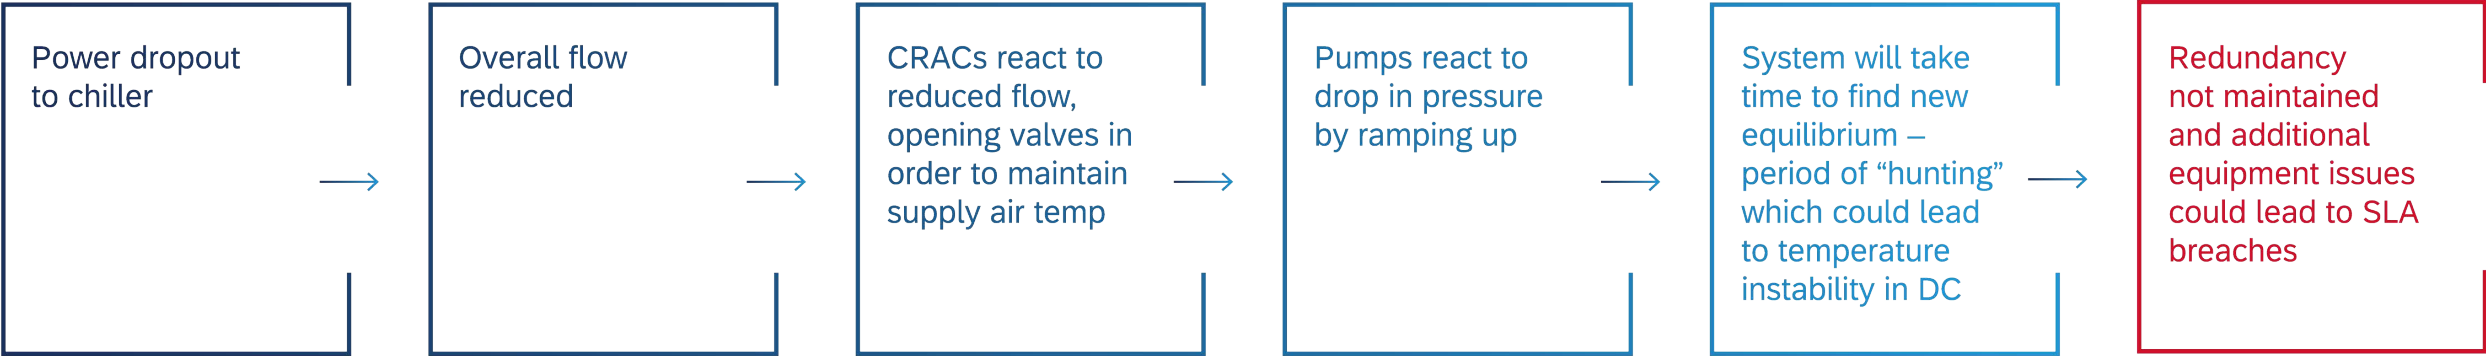 Power dropout
to chiller
Overall flow
reduced
CRACs react to
reduced flow,
opening valves in
order to maintain
supply air temp
Pumps react to
drop in pressure
by ramping up
System will take
time to find new
equilibrium –
period of “hunting”
which could lead
to temperature
instability in DC
Redundancy
not maintained
and additional
equipment issues
could lead to SLA
breaches